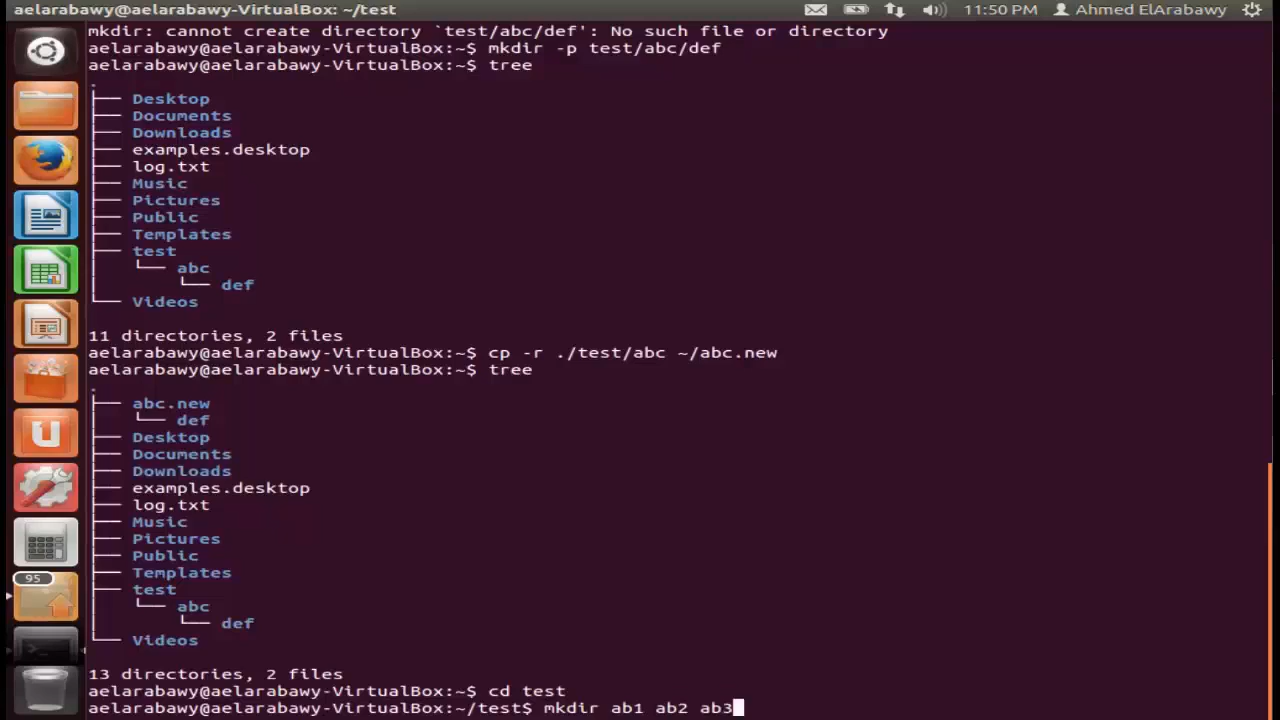 aelarabawy@aelarabawy-VirtualBox: ~/test 11:50 PM Ahmed ElArabawy
mkdir: cannot create directory `test/abc/def': No such file or directory
aelarabawy@aelarabawy-VirtualBox:~$ mkdir -p test/abc/def
aelarabawy@aelarabawy-VirtualBox:~$ tree
.
├── Desktop
├── Documents
├── Downloads
├── examples.desktop
├── log.txt
├── Music
├── Pictures
├── Public
├── Templates
├── test
│   └── abc
│       └── def
└── Videos
11 directories, 2 files
aelarabawy@aelarabawy-VirtualBox:~$ cp -r ./test/abc ~/abc.new
aelarabawy@aelarabawy-VirtualBox:~$ tree
.
├── abc.new
│   └── def
├── Desktop
├── Documents
├── Downloads
├── examples.desktop
├── log.txt
├── Music
├── Pictures
├── Public
├── Templates
├── test
│   └── abc
│       └── def
└── Videos
13 directories, 2 files
aelarabawy@aelarabawy-VirtualBox:~$ cd test
aelarabawy@aelarabawy-VirtualBox:~/test$ mkdir ab1 ab2 ab3
95